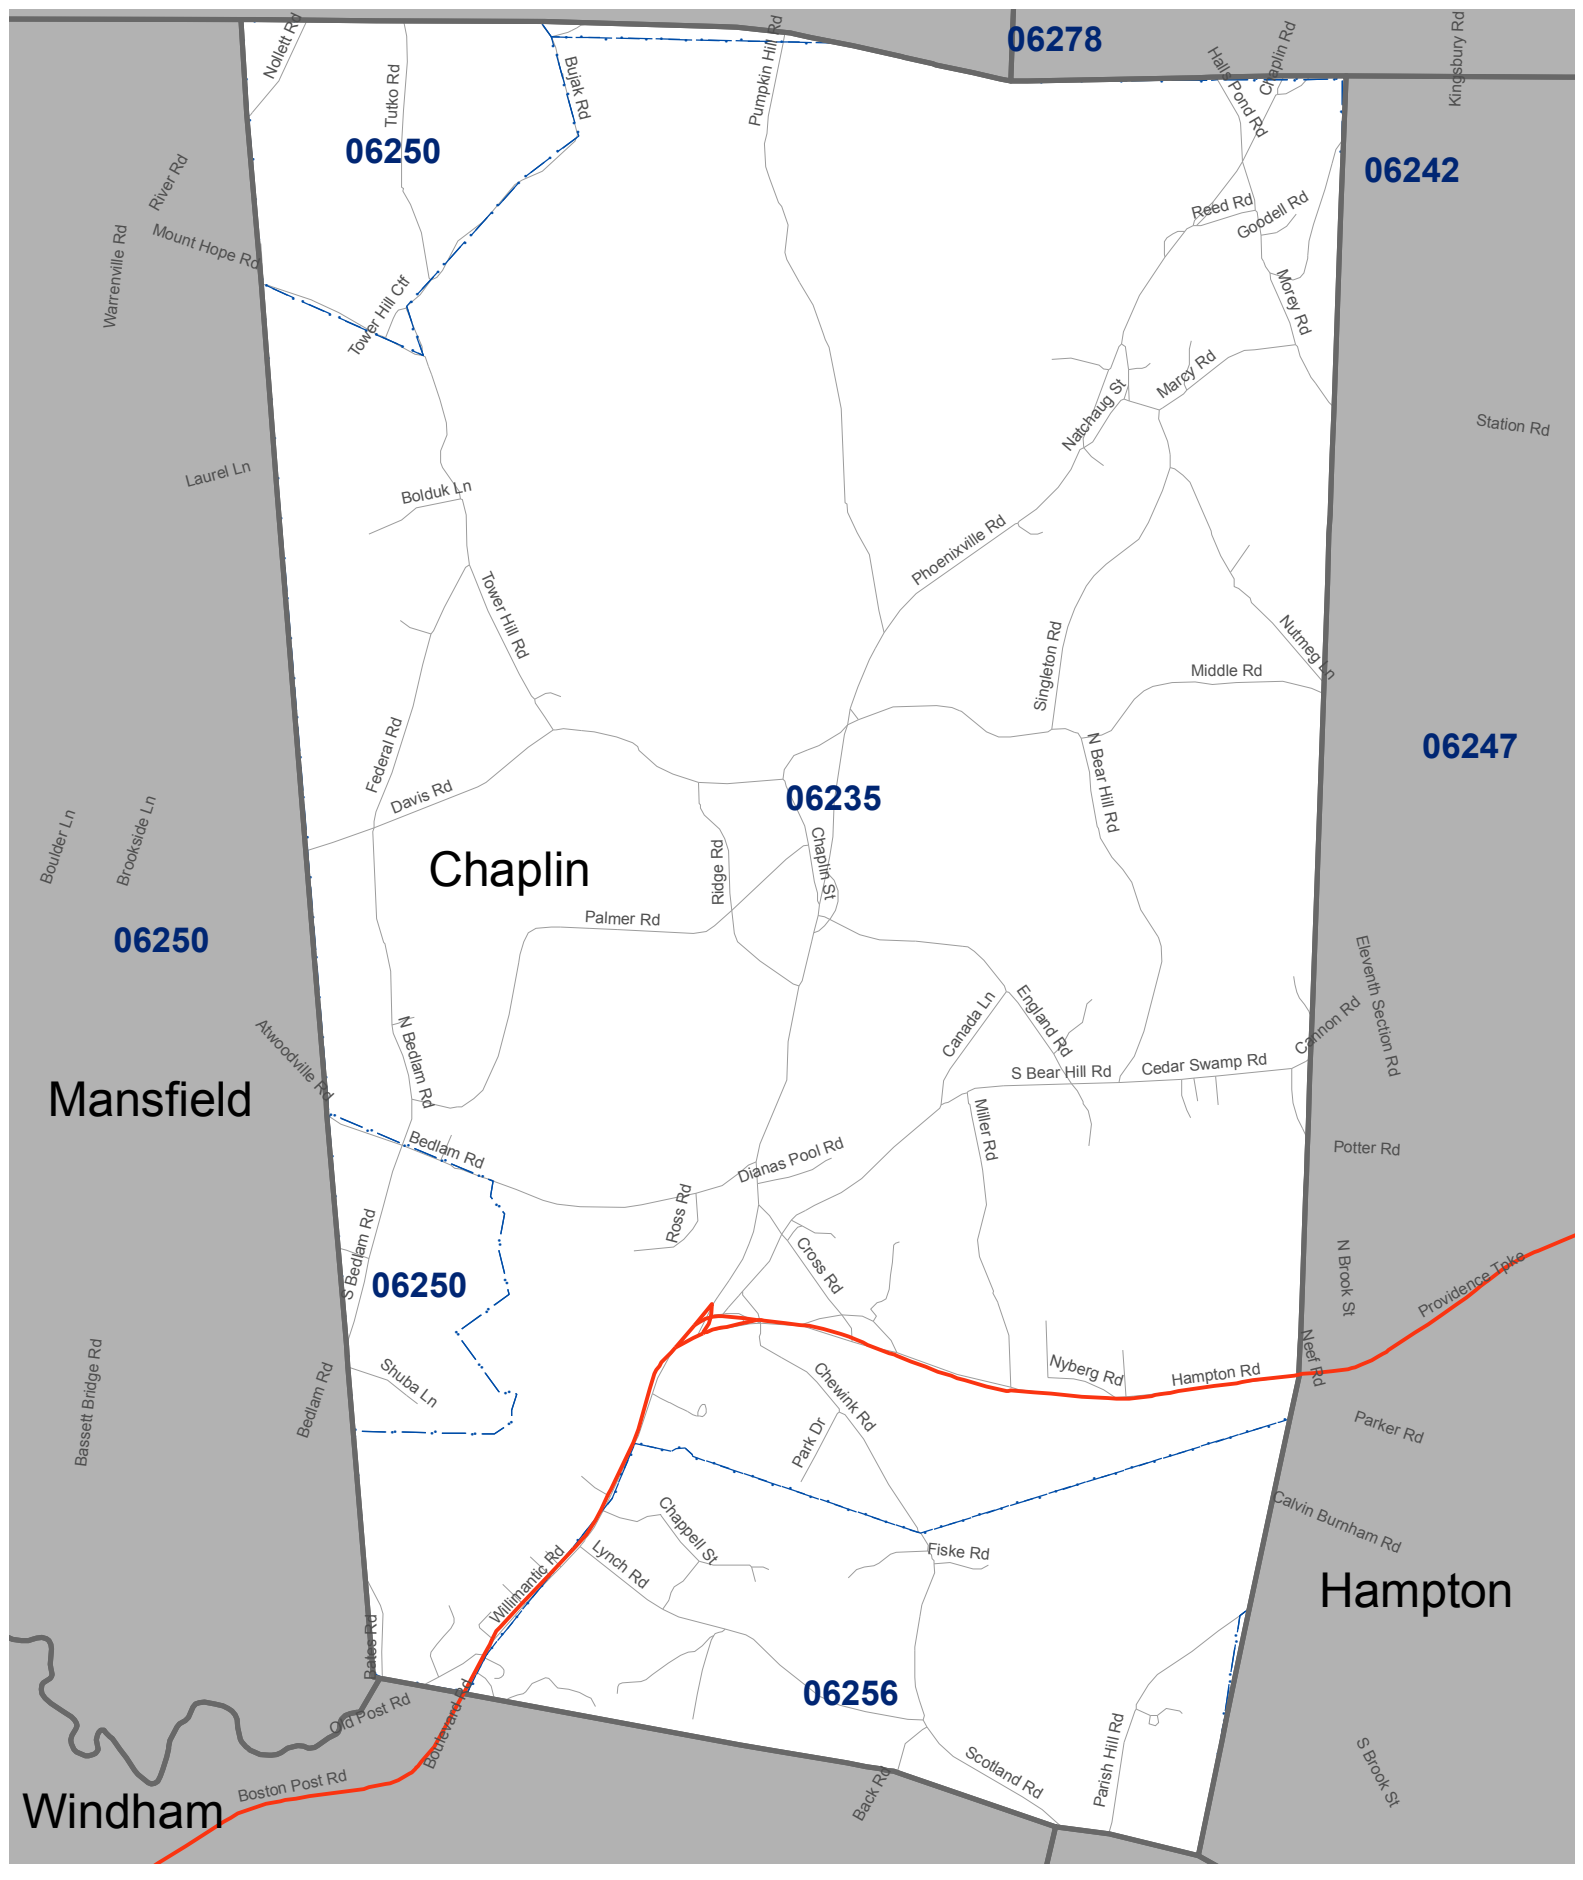 Nollett Rd
Tutko Rd
Bujak Rd
Pumpkin Hill Rd
06278
Halls Pond Rd
Chaplin Rd
Kingsbury Rd
06250
06242
River Rd
Mount Hope Rd
Warrenville Rd
Reed Rd
Goodell Rd
Tower Hill Ctf
Morey Rd
Marcy Rd
Natchaug St
Station Rd
Laurel Ln
Bolduk Ln
Phoenixville Rd
Tower Hill Rd
Singleton Rd
Nutmeg Ln
Middle Rd
Federal Rd
Davis Rd
N Bear Hill Rd
06247
06235
Boulder Ln
Brookside Ln
Chaplin
Ridge Rd
Chaplin St
Palmer Rd
06250
Eleventh Section Rd
Atwoodville Rd
N Bedlam Rd
Canada Ln
England Rd
Cannon Rd
S Bear Hill Rd
Cedar Swamp Rd
Mansfield
Bedlam Rd
Miller Rd
Potter Rd
Dianas Pool Rd
Ross Rd
S Bedlam Rd
Cross Rd
06250
N Brook St
Providence Tpke
Neef Rd
Nyberg Rd
Hampton Rd
Shuba Ln
Bassett Bridge Rd
Bedlam Rd
Chewink Rd
Park Dr
Parker Rd
Calvin Burnham Rd
Chappell St
Lynch Rd
Willimantic Rd
Fiske Rd
Hampton
Bates Rd
06256
Old Post Rd
Boulevard Rd
Parish Hill Rd
Scotland Rd
Back Rd
S Brook St
Boston Post Rd
Windham